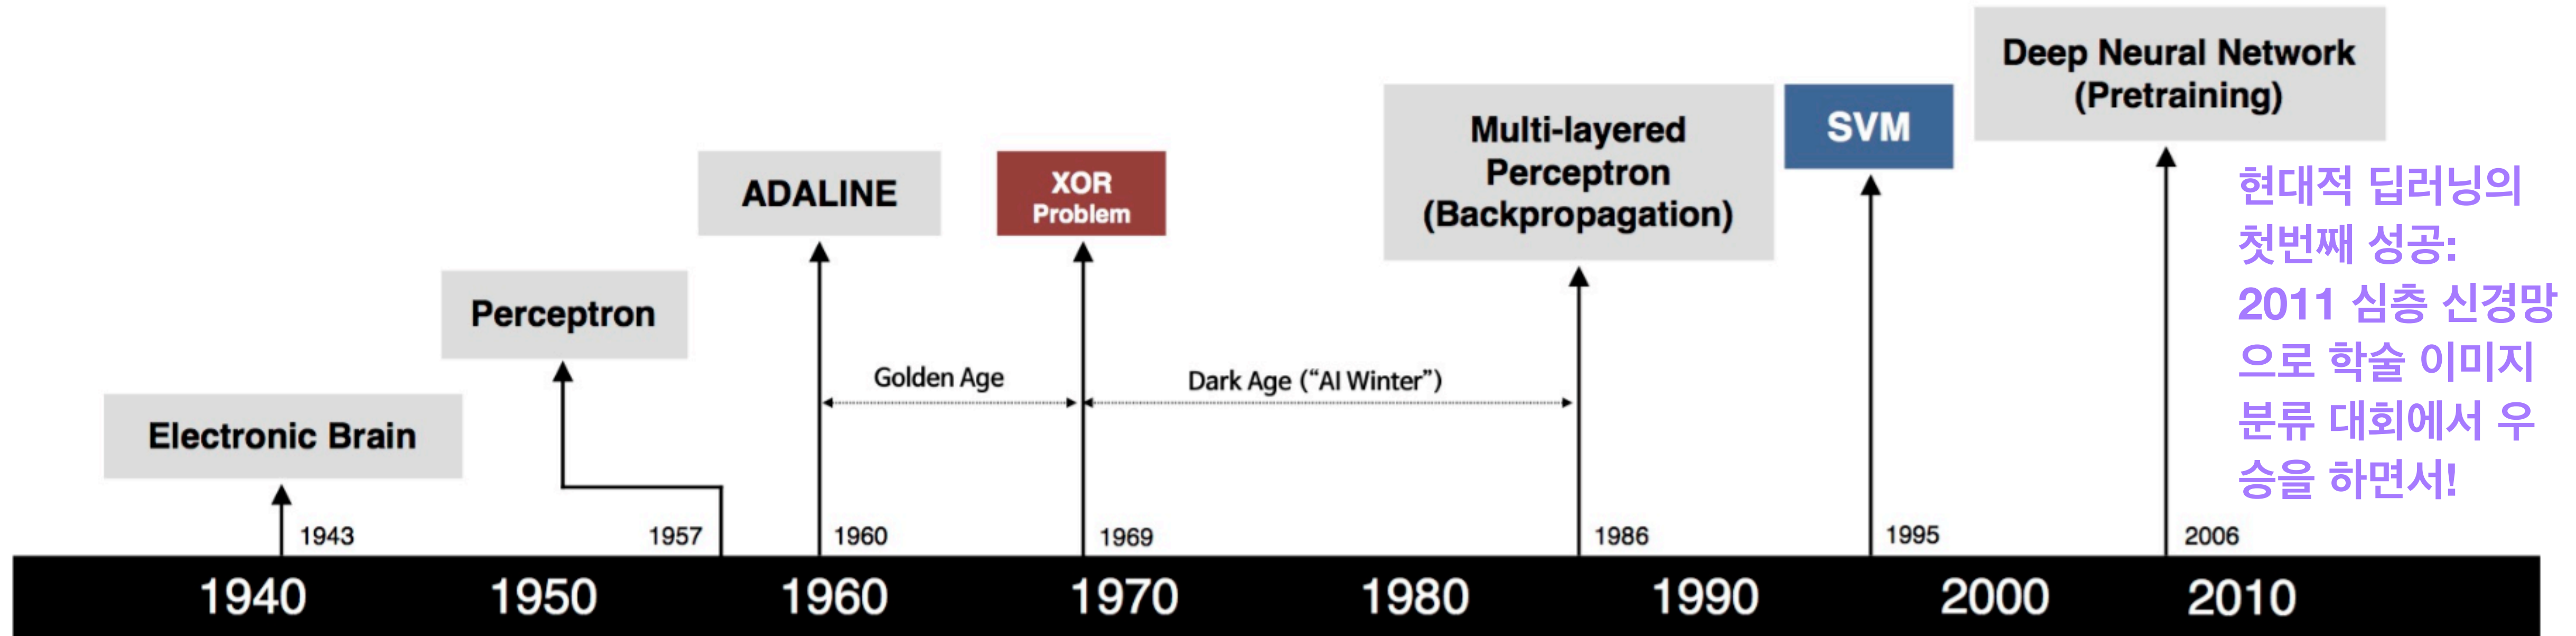 Deep Neural Network
(Pretraining)
Multi-layered
Perceptron
(Backpropagation)
SVM
ADALINE
XOR
Problem
Perceptron
Electronic Brain
Golden Age
Dark Age (“AI Winter”)
현대적 딥러닝의
첫번째 성공:
2011 심층 신경망
으로 학술 이미지
분류 대회에서 우
승을 하면서!
1943
1957
1960
1969
1986
1995
2006
1940
1950
1960
1970
1980
1990
2000
2010